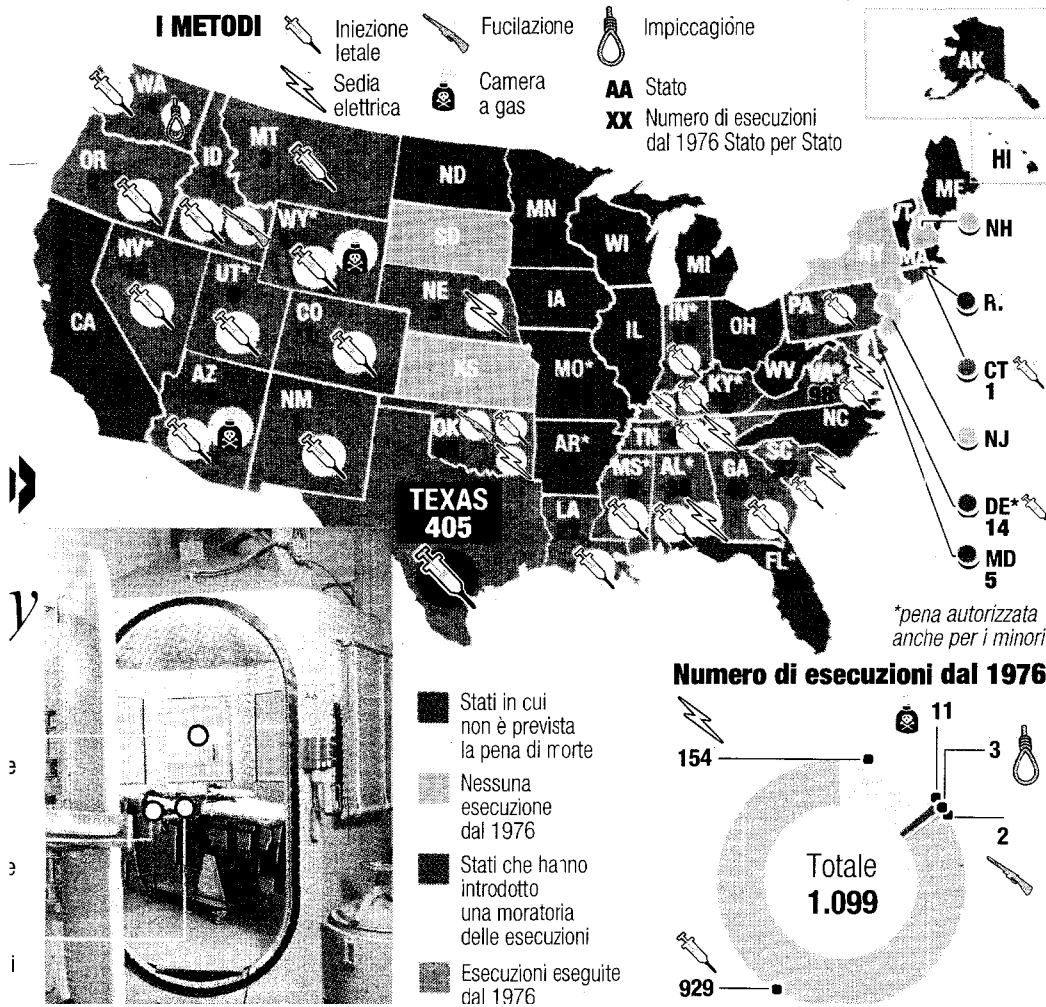 I METODI
Iniezione
letale
Fucilazione
Impiccagione
Sedia
elettrica
Camera
a gas
AA Stato
XX Numero di esecuzioni
dal 1976 Stato per Stato
AK
HI
WA
MT
ND
MN
OR
ID
WY*
SD
WI
MI
ME
VT
NH
NY
MA
NV*
UT*
NE
IA
PA
R.
CA
CO
IL
IN*
OH
KS
MO*
WV
VA*
98
KY*
CT
1
AZ
NM
OK
AR*
TN
NC
NJ
MS*
AL*
GA
SC
DE*
14
TEXAS
405
LA
FL*
MD
5
*pena autorizzata
anche per i minori
y
e
e
i
Stati in cui
non è prevista
la pena di morte
Nessuna
esecuzione
dal 1976
Stati che hanno
introdotto
una moratoria
delle esecuzioni
Esecuzioni eseguite
dal 1976
Numero di esecuzioni dal 1976
154
11
3
2
Totale
1.099
929